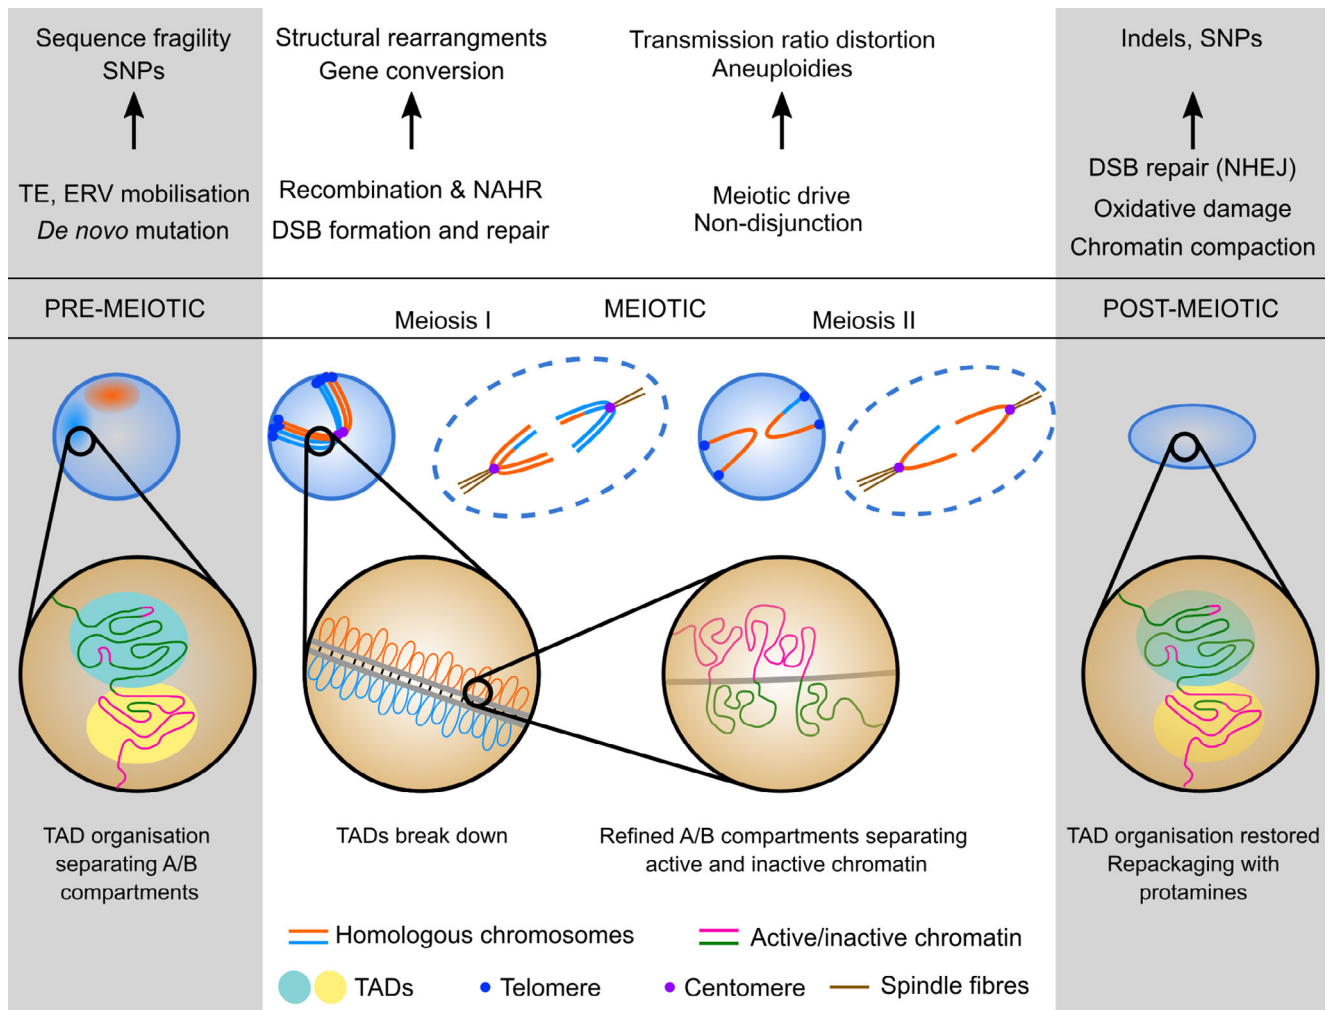 Sequence fragility
SNPs
Structural rearrangments
Gene conversion
Transmission ratio distortion
Aneuploidies
Indels, SNPs
TE, ERV mobilisation
De novo mutation
Recombination & NAHR
DSB formation and repair
Meiotic drive
Non-disjunction
DSB repair (NHEJ)
Oxidative damage
Chromatin compaction
PRE-MEIOTIC
Meiosis I
MEIOTIC
Meiosis II
POST-MEIOTIC
TAD organisation
separating A/B
compartments
TADs break down
Refined A/B compartments separating
active and inactive chromatin
TAD organisation restored
Repackaging with
protamines
Homologous chromosomes
Active/inactive chromatin
TADs
Telomere
Centomere
Spindle fibres